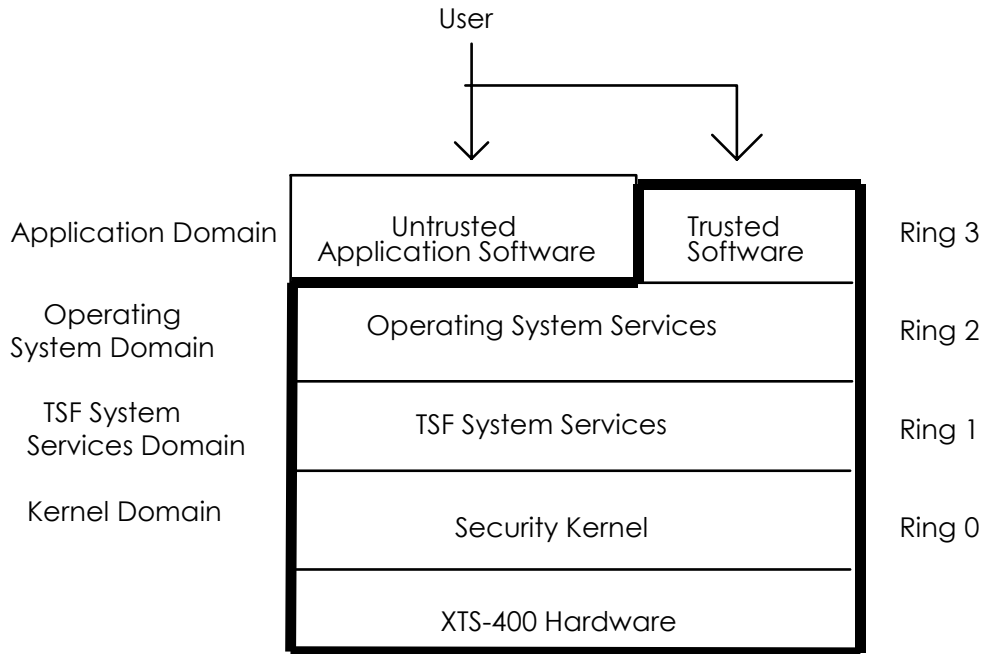 User
Application Domain
Untrusted
Application Software
Trusted
Software
Ring 3
Operating
System Domain
Operating System Services
Ring 2
TSF System
Services Domain
TSF System Services
Ring 1
Kernel Domain
Security Kernel
Ring 0
XTS-400 Hardware